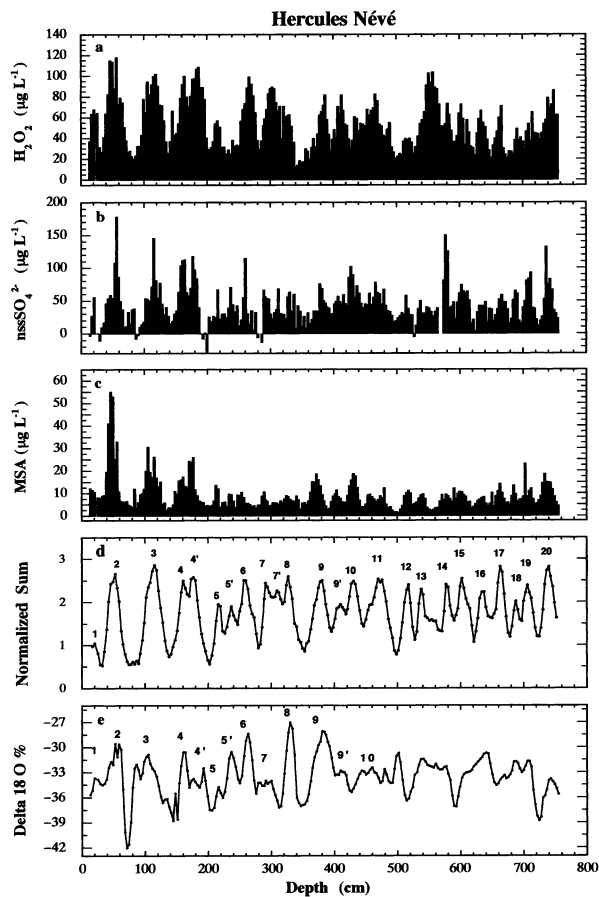 Hercules Névé
a
H2O2 (µg L-1)
140
120
100
80
60
40
20
0
b
nssSO4 2- (µg L-1)
200
150
100
50
0
c
MSA (µg L-1)
60
50
40
30
20
10
0
d
Normalized Sum
3
2
1
0
1 2 3 4 4' 5 5' 6 7 7' 8 9 9' 10 11 12 13 14 15 16 17 18 19 20
e
Delta 18 O %
-27
-30
-33
-36
-39
-42
1 2 3 4 4' 5 5' 6 7 8 9 9' 10
0 100 200 300 400 500 600 700 800
Depth (cm)